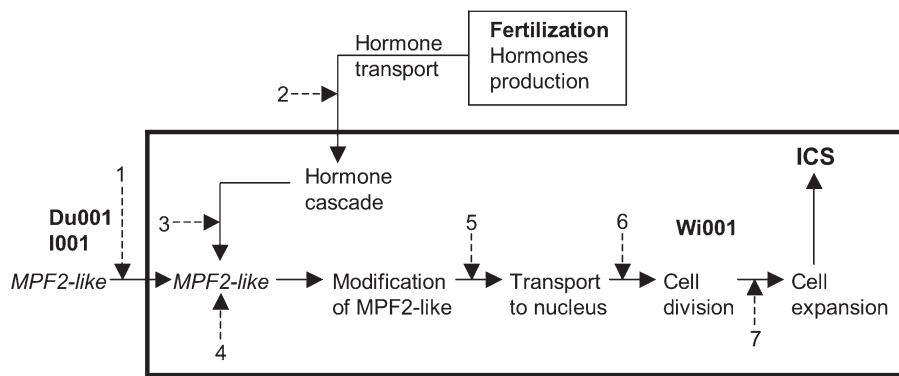 Fertilization
Hormones
production
Hormone
transport
2
1
ICS
Hormone
cascade
Du001
I001
3
5
6
Wi001
MPF2-like
MPF2-like
Modification
of MPF2-like
Transport
to nucleus
Cell
division
Cell
expansion
4
7